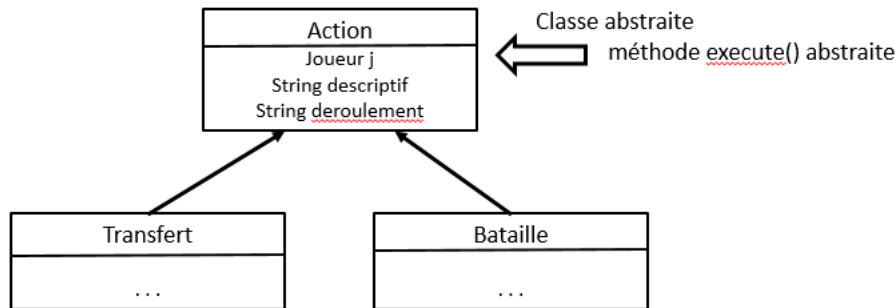 Action
Joueur j
String descriptif
String deroulement
Classe abstraite
méthode execute() abstraite
Transfert
...
Bataille
...